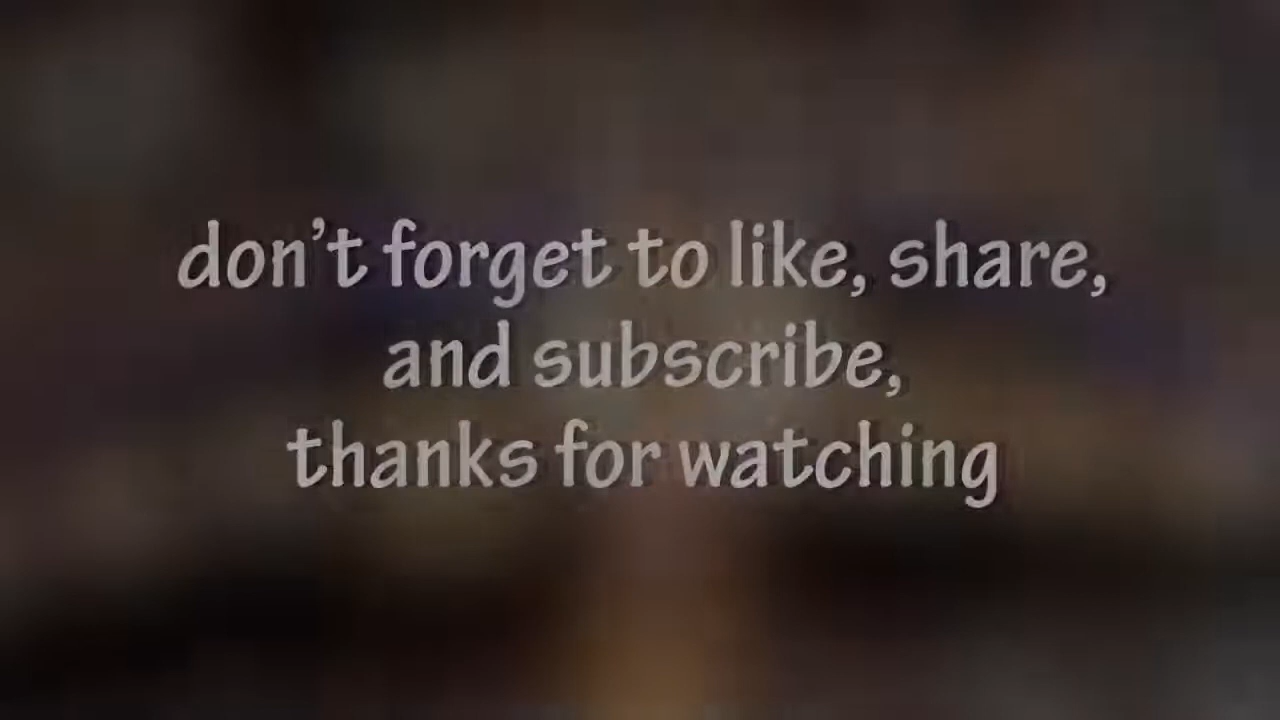 don't forget to like, share,
and subscribe,
thanks for watching